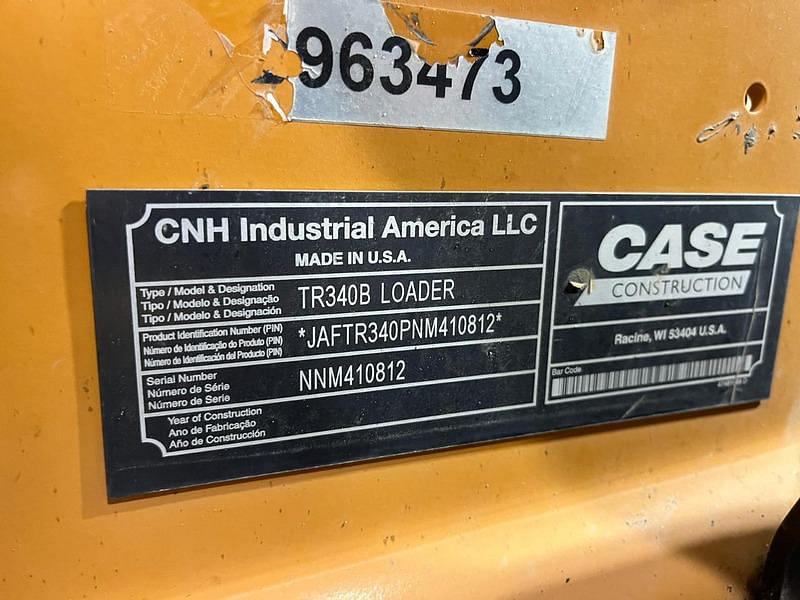 963473
CNH Industrial America LLC
MADE IN U.S.A.
Type / Model & Designation
Tipo / Modelo & Designação
Tipo / Modelo & Designación
TR340B LOADER
Product Identification Number (PIN)
Número de Identificação do Produto (PIN)
Número de Identificación del Producto (PIN)
*JAFTR340PNM410812*
Serial Number
Número de Série
Número de Serie
NNM410812
Year of Construction
Ano de Fabricação
Año de Construcción
CASE
CONSTRUCTION
Racine, WI 53404 U.S.A.
Bar Code